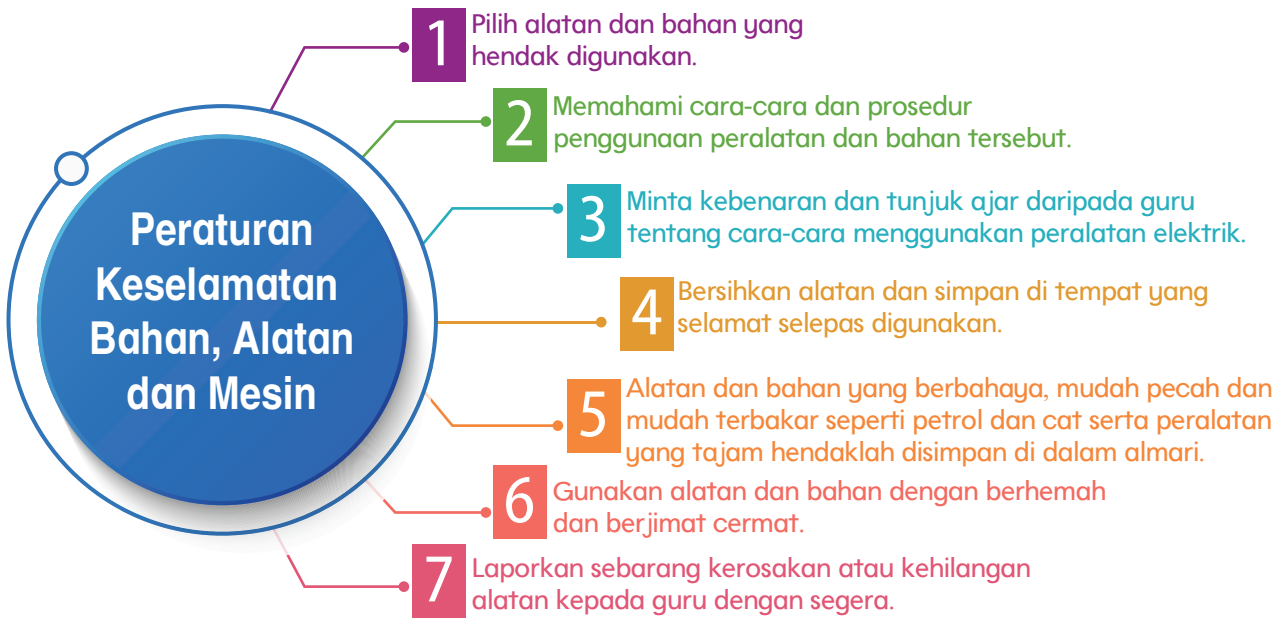 Peraturan
Keselamatan
Bahan, Alatan
dan Mesin
1
Pilih alatan dan bahan yang
hendak digunakan.
2
Memahami cara-cara dan prosedur
penggunaan peralatan dan bahan tersebut.
3
Minta kebenaran dan tunjuk ajar daripada guru
tentang cara-cara menggunakan peralatan elektrik.
4
Bersihkan alatan dan simpan di tempat yang
selamat selepas digunakan.
5
Alatan dan bahan yang berbahaya, mudah pecah dan
mudah terbakar seperti petrol dan cat serta peralatan
yang tajam hendaklah disimpan di dalam almari.
6
Gunakan alatan dan bahan dengan berhemah
dan berjimat cermat.
7
Laporkan sebarang kerosakan atau kehilangan
alatan kepada guru dengan segera.